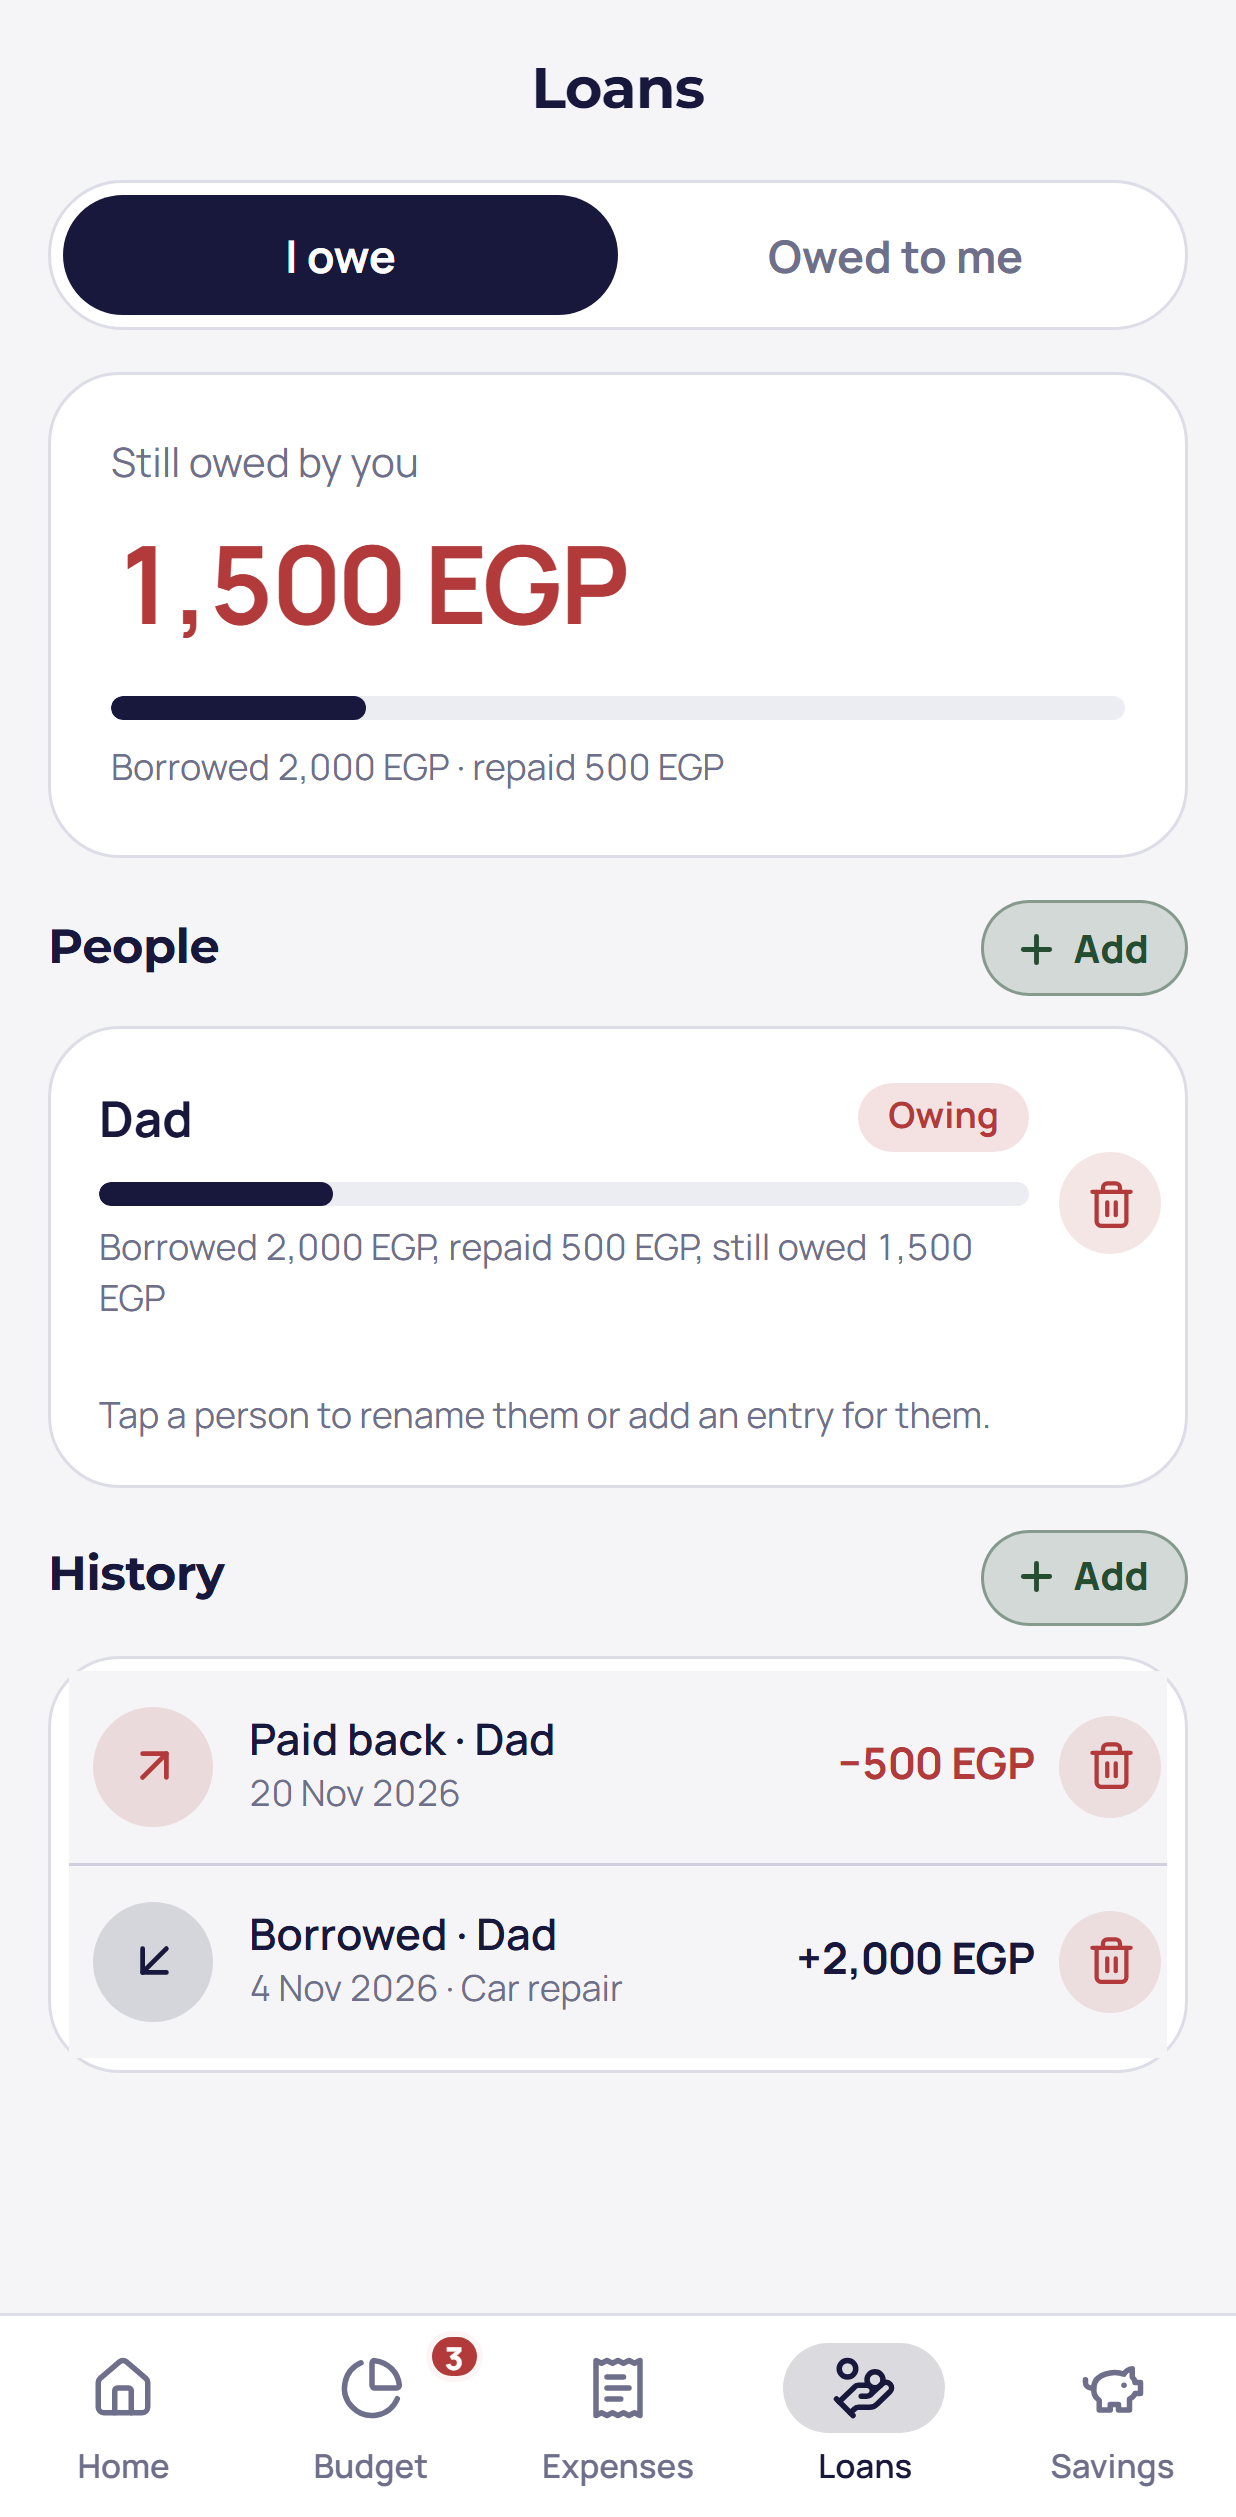 Loans
I owe
Owed to me
Still owed by you
1,500 EGP
Borrowed 2,000 EGP · repaid 500 EGP
People
+ Add
Dad
Owing
Borrowed 2,000 EGP, repaid 500 EGP, still owed 1,500
EGP
Tap a person to rename them or add an entry for them.
History
+ Add
Paid back · Dad
20 Nov 2026
−500 EGP
Borrowed · Dad
4 Nov 2026 · Car repair
+2,000 EGP
3
Home
Budget
Expenses
Loans
Savings